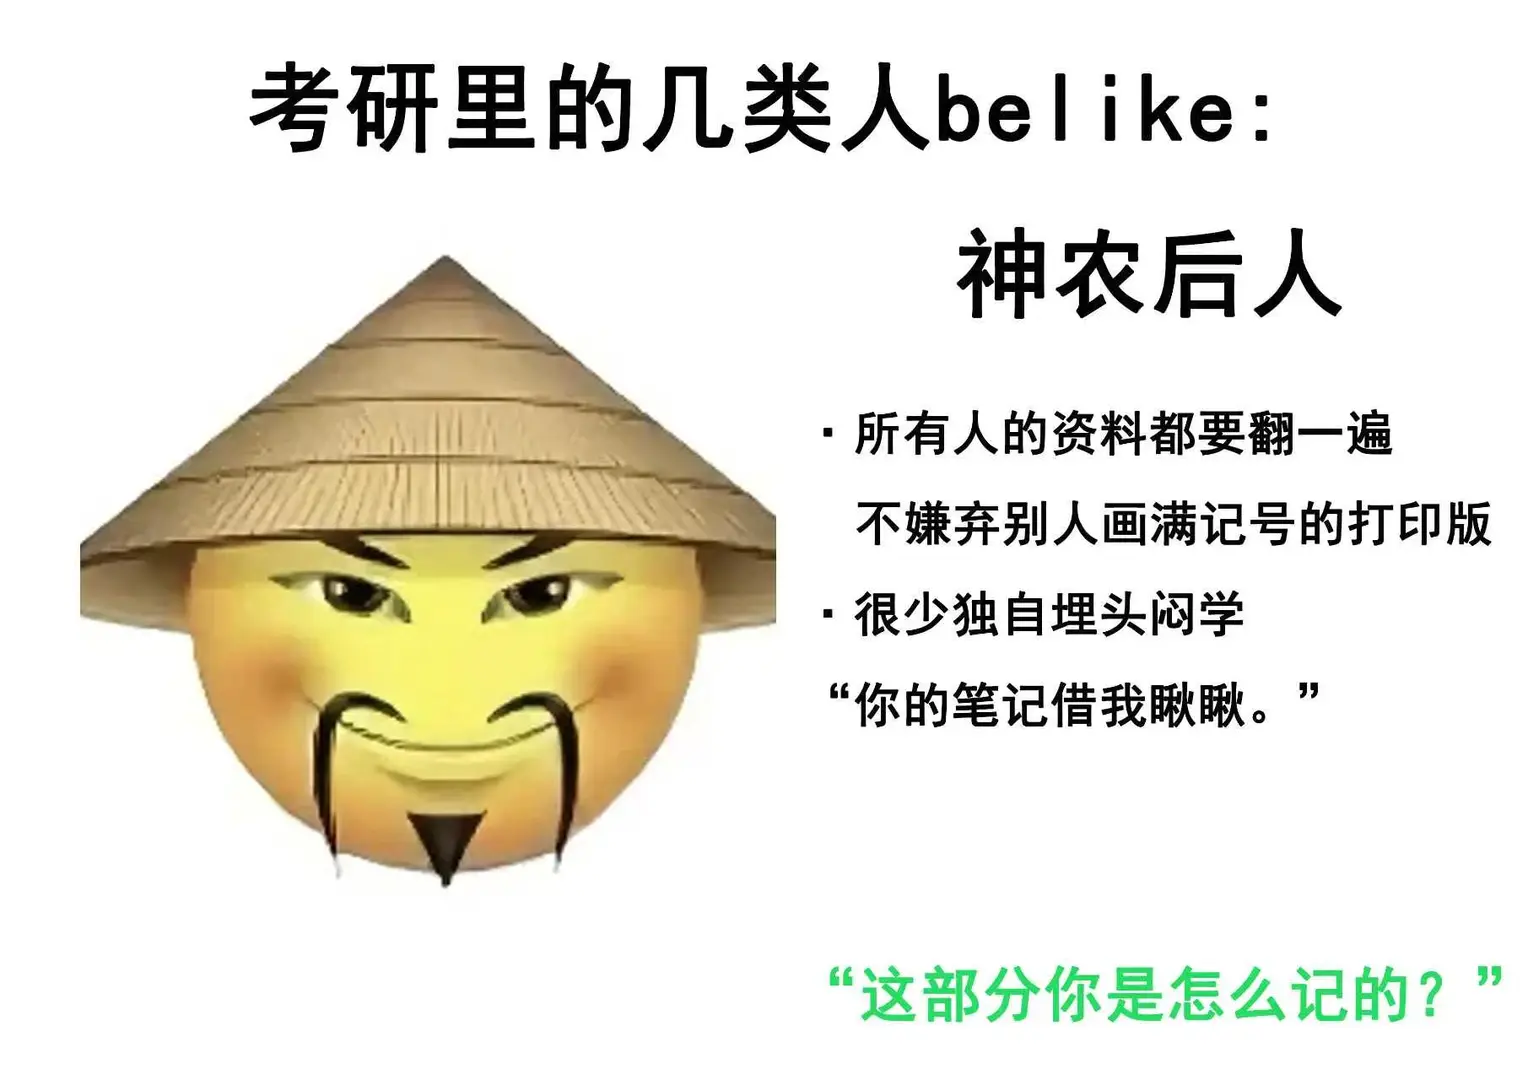 考研里的几类人belike:
神农后人
·所有人的资料都要翻一遍
不嫌弃别人画满记号的打印版
·很少独自埋头闷学
“你的笔记借我瞅瞅。”
“这部分你是怎么记的？”